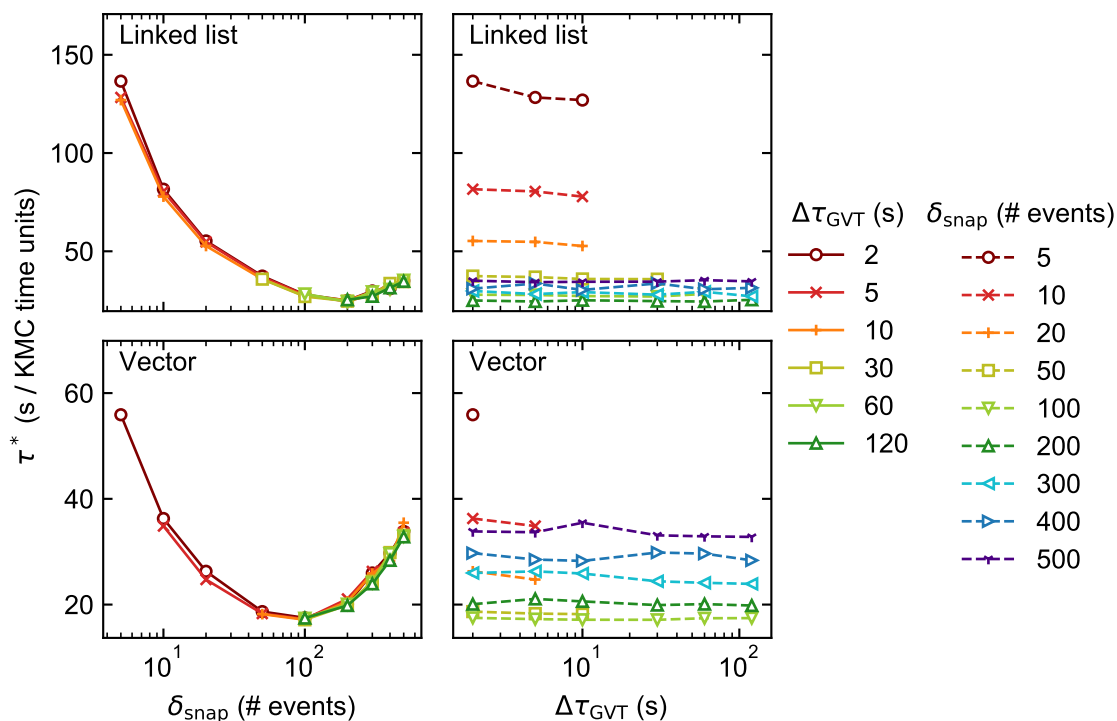 Linked list
Linked list
150
100
50
Vector
Vector
60
40
20
τ* (s / KMC time units)
10¹
10²
10¹
10²
δsnap (# events)
ΔτGVT (s)
ΔτGVT (s)
2
5
10
30
60
120
δsnap (# events)
5
10
20
50
100
200
300
400
500